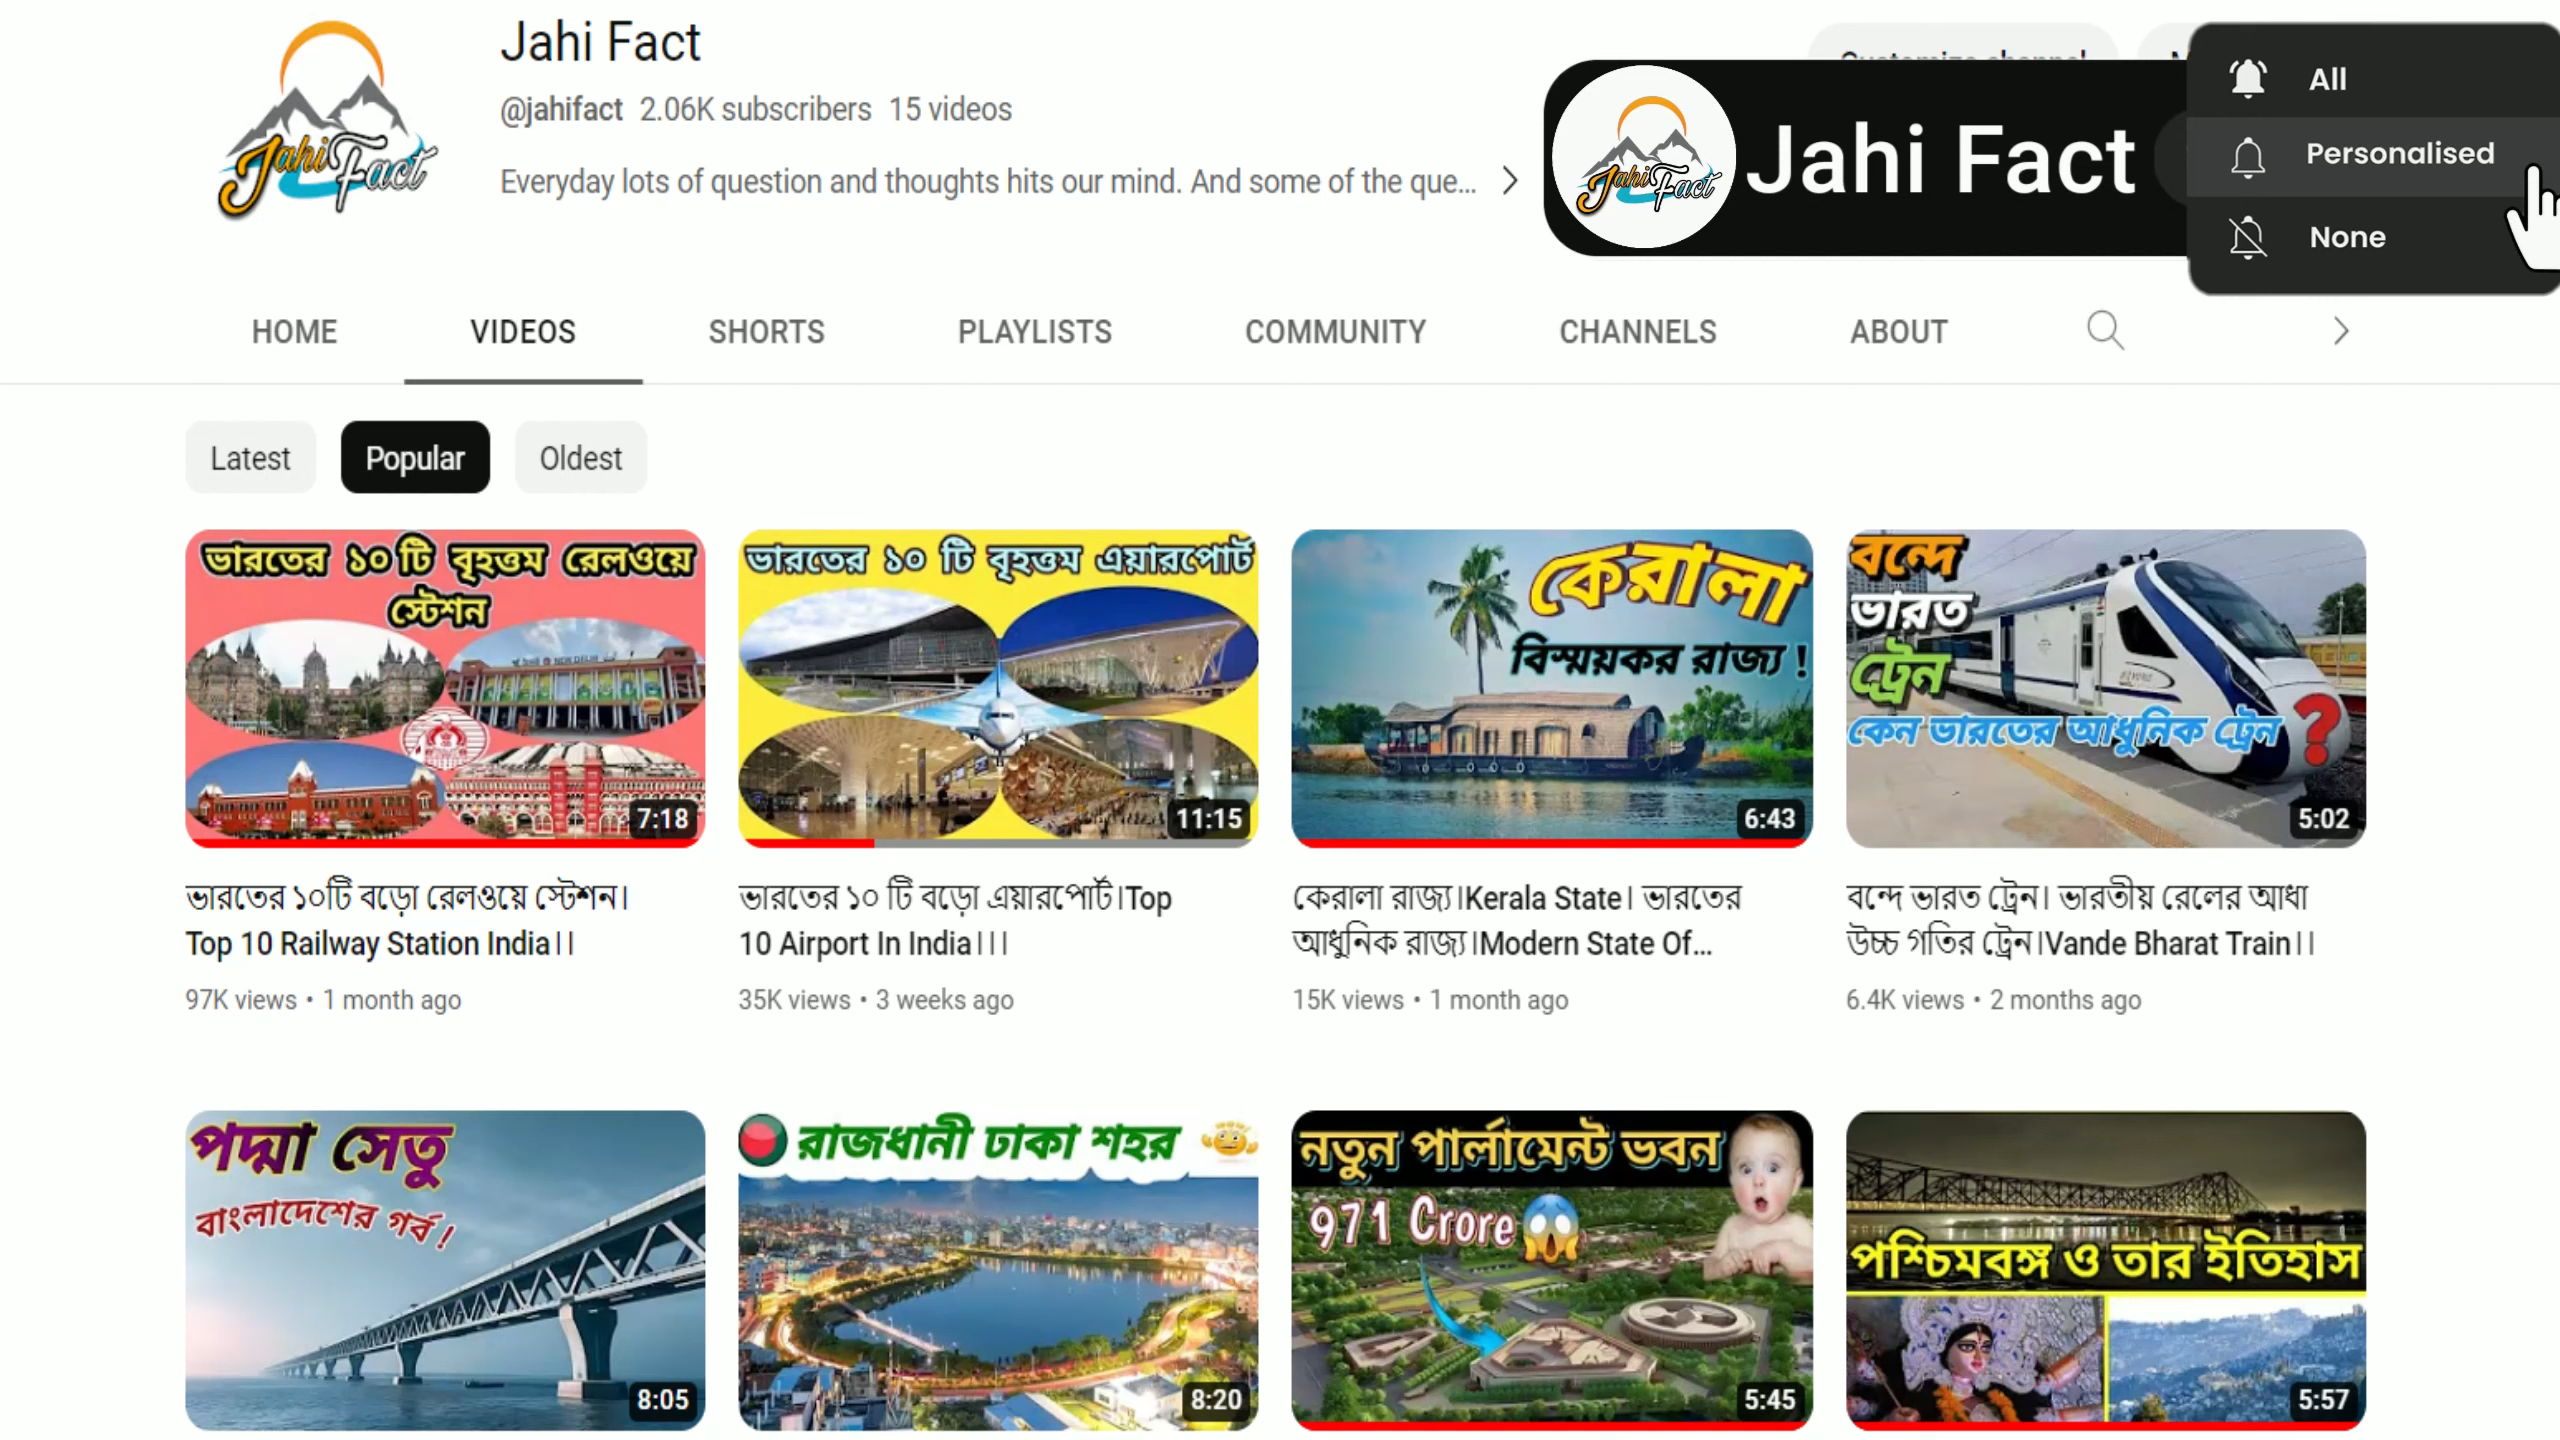 Jahi Fact
@jahifact 2.06K subscribers 15 videos
Everyday lots of question and thoughts hits our mind. And some of the que...
Jahi Fact
Jahi Fact
Jahi Fact
All
Personalised
None
HOME VIDEOS SHORTS PLAYLISTS COMMUNITY CHANNELS ABOUT
Latest Popular Oldest
ভারতের ১০ টি বৃহত্তম রেলওয়ে
স্টেশন
NEW DELHI
7:18
ভারতের ১০ টি বৃহত্তম এয়ারপোর্ট
11:15
কেরালা
বিস্ময়কর রাজ্য !
6:43
বন্দে
ভারত
ট্রেন
কেন ভারতের আধুনিক ট্রেন ?
5:02
ভারতের ১০টি বড়ো রেলওয়ে স্টেশন।
Top 10 Railway Station India।।
97K views • 1 month ago
ভারতের ১০ টি বড়ো এয়ারপোর্ট।Top
10 Airport In India।।।
35K views • 3 weeks ago
কেরালা রাজ্য।Kerala State। ভারতের
আধুনিক রাজ্য।Modern State Of...
15K views • 1 month ago
বন্দে ভারত ট্রেন। ভারতীয় রেলের আধা
উচ্চ গতির ট্রেন।Vande Bharat Train।।
6.4K views • 2 months ago
পদ্মা সেতু
বাংলাদেশের গর্ব !
8:05
রাজধানী ঢাকা শহর
8:20
নতুন পার্লামেন্ট ভবন
971 Crore
5:45
পশ্চিমবঙ্গ ও তার ইতিহাস
5:57